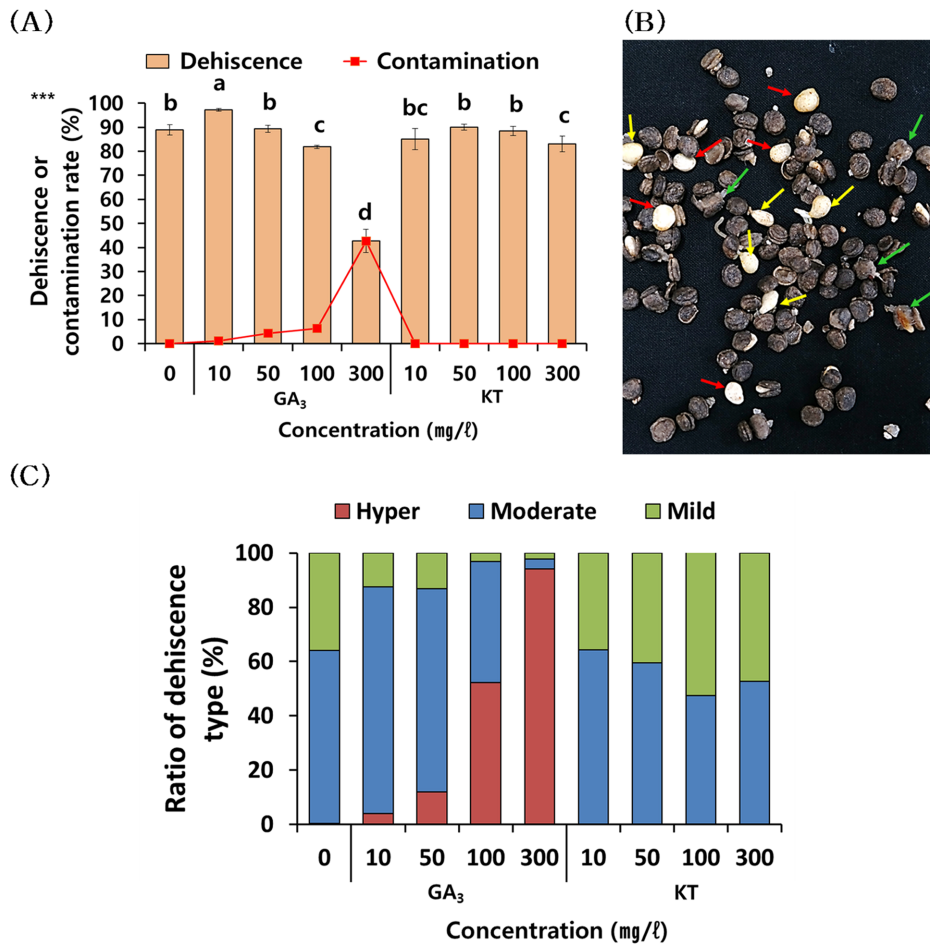 (A)
(B)
Dehiscence Contamination
***
Dehiscence or
contamination rate (%)
100
90
80
70
60
50
40
30
20
10
0
b a b c d bc b b c
0 10 50 100 300 10 50 100 300
GA₃ KT
Concentration (㎎/ℓ)
(C)
Hyper Moderate Mild
Ratio of dehiscence
type (%)
100
80
60
40
20
0
0 10 50 100 300 10 50 100 300
GA₃ KT
Concentration (㎎/ℓ)